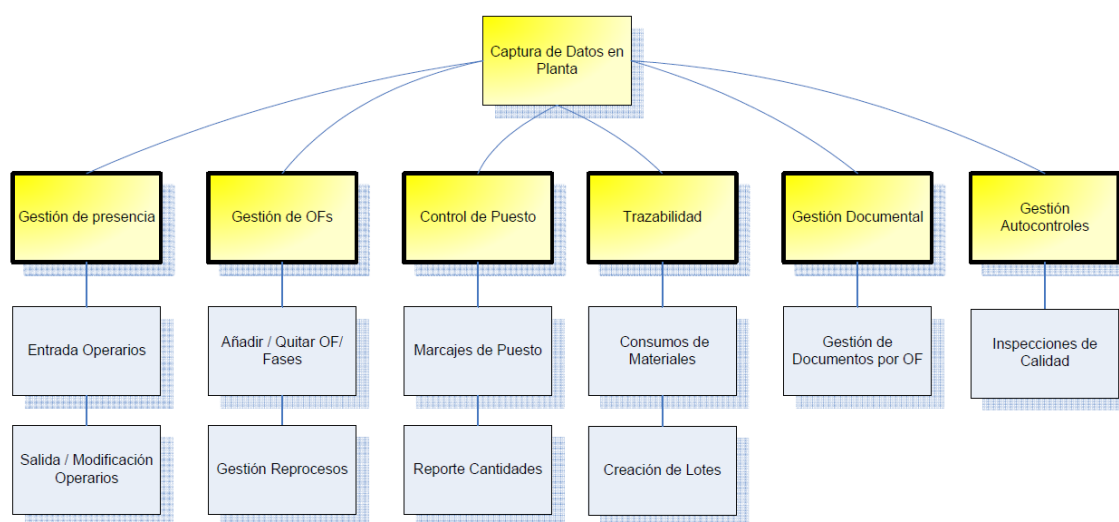 Captura de Datos en
Planta
Gestión de presencia
Gestión de OFs
Control de Puesto
Trazabilidad
Gestión Documental
Gestión
Autocontroles
Entrada Operarios
Añadir / Quitar OF/
Fases
Marcajes de Puesto
Consumos de
Materiales
Gestión de
Documentos por OF
Inspecciones de
Calidad
Salida / Modificación
Operarios
Gestión Reprocesos
Reporte Cantidades
Creación de Lotes